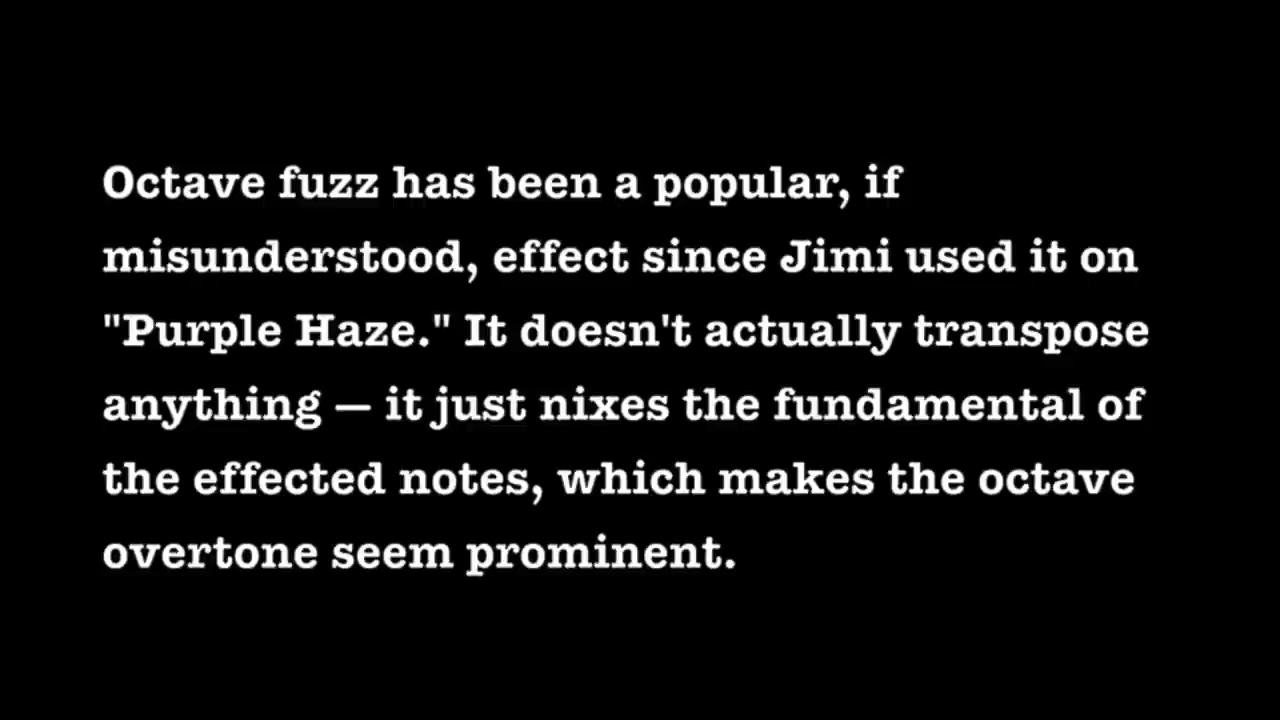 Octave fuzz has been a popular, if
misunderstood, effect since Jimi used it on
"Purple Haze." It doesn't actually transpose
anything — it just nixes the fundamental of
the effected notes, which makes the octave
overtone seem prominent.